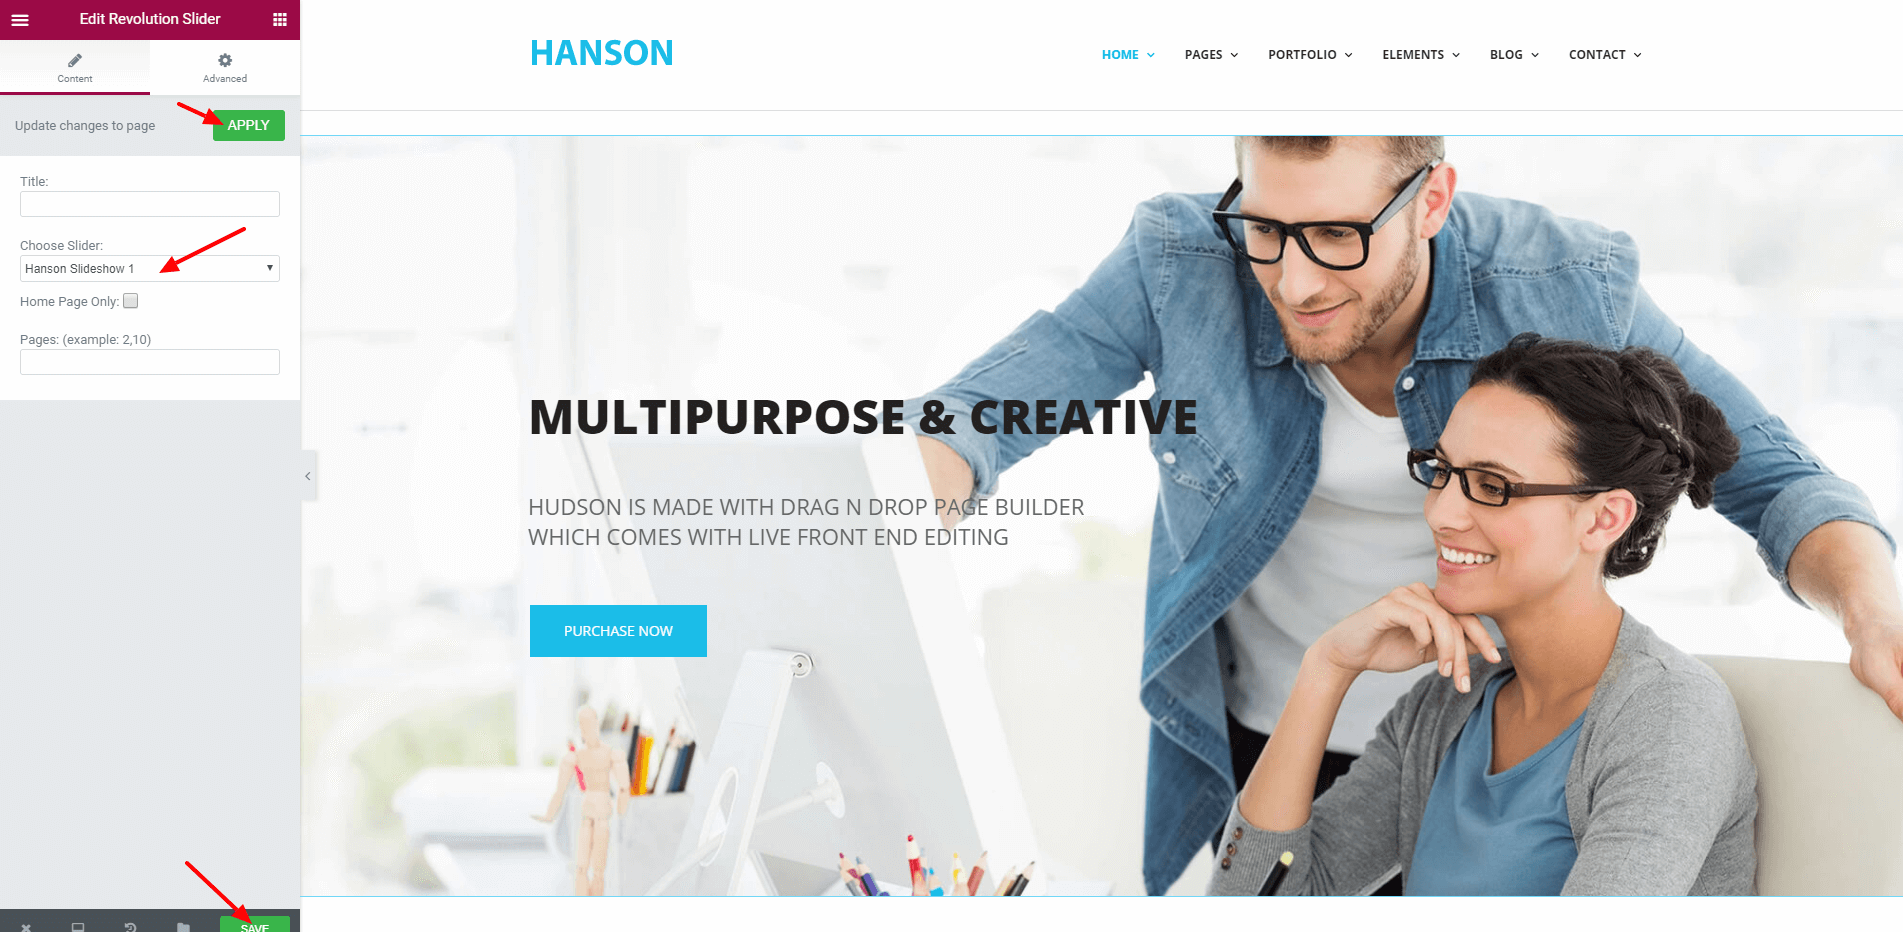 Edit Revolution Slider
Content
Advanced
Update changes to page
APPLY
Title:
Choose Slider:
Hanson Slideshow 1
Home Page Only:
Pages: (example: 2,10)
SAVE
HANSON
HOME PAGES PORTFOLIO ELEMENTS BLOG CONTACT
MULTIPURPOSE & CREATIVE
HUDSON IS MADE WITH DRAG N DROP PAGE BUILDER
WHICH COMES WITH LIVE FRONT END EDITING
PURCHASE NOW